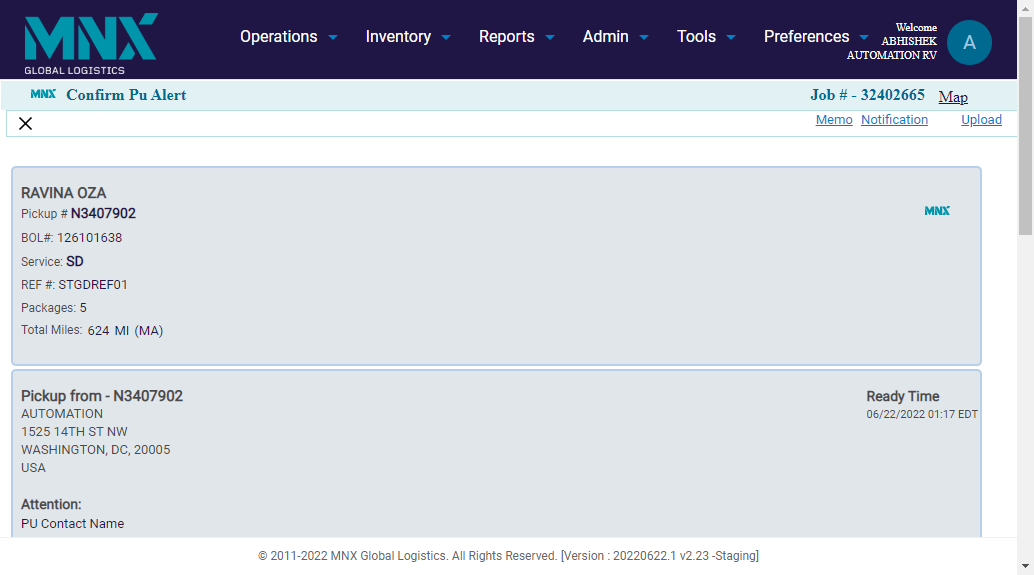 MNX
GLOBAL LOGISTICS
Operations Inventory Reports Admin Tools Preferences
Welcome
ABHISHEK
AUTOMATION RV
A
MNX Confirm Pu Alert Job # - 32402665 Map
Memo Notification Upload
RAVINA OZA
Pickup # N3407902
MNX
BOL#: 126101638
Service: SD
REF #: STGDREF01
Packages: 5
Total Miles: 624 MI (MA)
Pickup from - N3407902 Ready Time
AUTOMATION 06/22/2022 01:17 EDT
1525 14TH ST NW
WASHINGTON, DC, 20005
USA
Attention:
PU Contact Name
© 2011-2022 MNX Global Logistics. All Rights Reserved. [Version : 20220622.1 v2.23 -Staging]